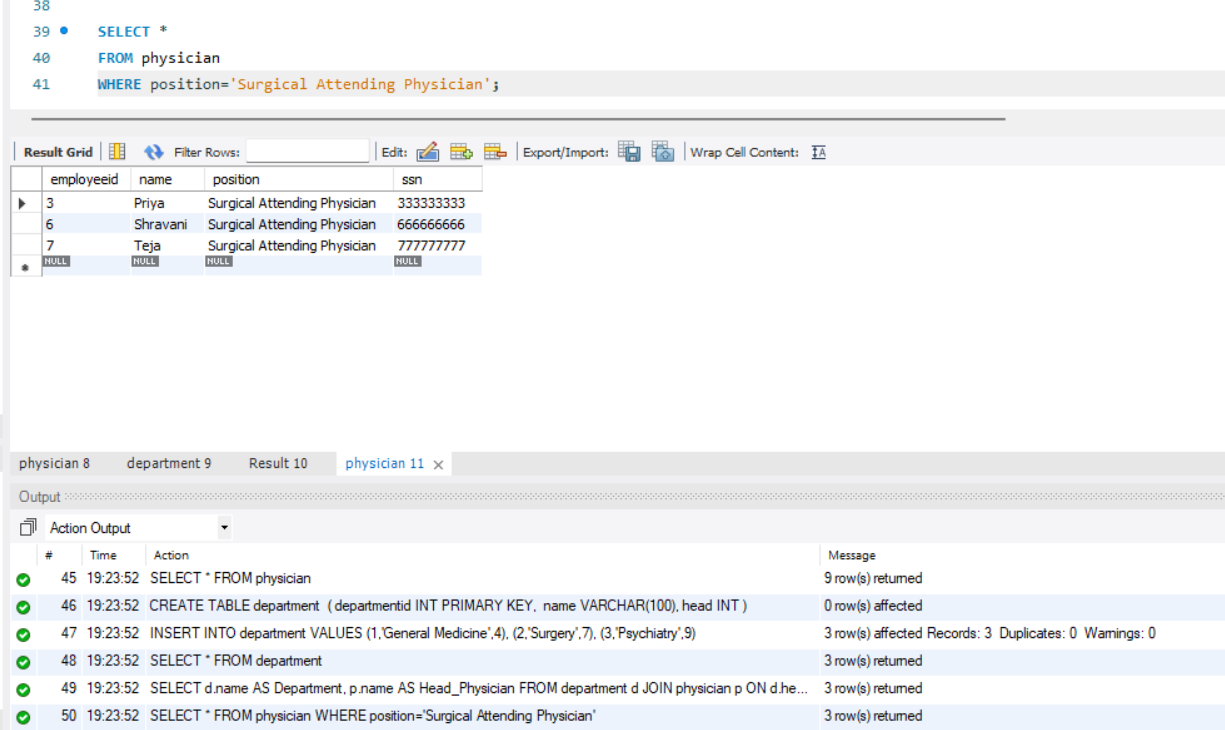 38
39 SELECT *
40 FROM physician
41 WHERE position='Surgical Attending Physician';
Result Grid Filter Rows: Edit: Export/Import: Wrap Cell Content: IA
employeeid name position ssn
3 Priya Surgical Attending Physician 333333333
6 Shravani Surgical Attending Physician 666666666
7 Teja Surgical Attending Physician 777777777
NULL NULL NULL NULL
physician 8 department 9 Result 10 physician 11
Output
Action Output
# Time Action Message
45 19:23:52 SELECT * FROM physician 9 row(s) returned
46 19:23:52 CREATE TABLE department ( departmentid INT PRIMARY KEY, name VARCHAR(100), head INT ) 0 row(s) affected
47 19:23:52 INSERT INTO department VALUES (1,'General Medicine',4), (2,'Surgery',7), (3,'Psychiatry',9) 3 row(s) affected Records: 3 Duplicates: 0 Warnings: 0
48 19:23:52 SELECT * FROM department 3 row(s) returned
49 19:23:52 SELECT d.name AS Department, p.name AS Head_Physician FROM department d JOIN physician p ON d.he... 3 row(s) returned
50 19:23:52 SELECT * FROM physician WHERE position='Surgical Attending Physician' 3 row(s) returned